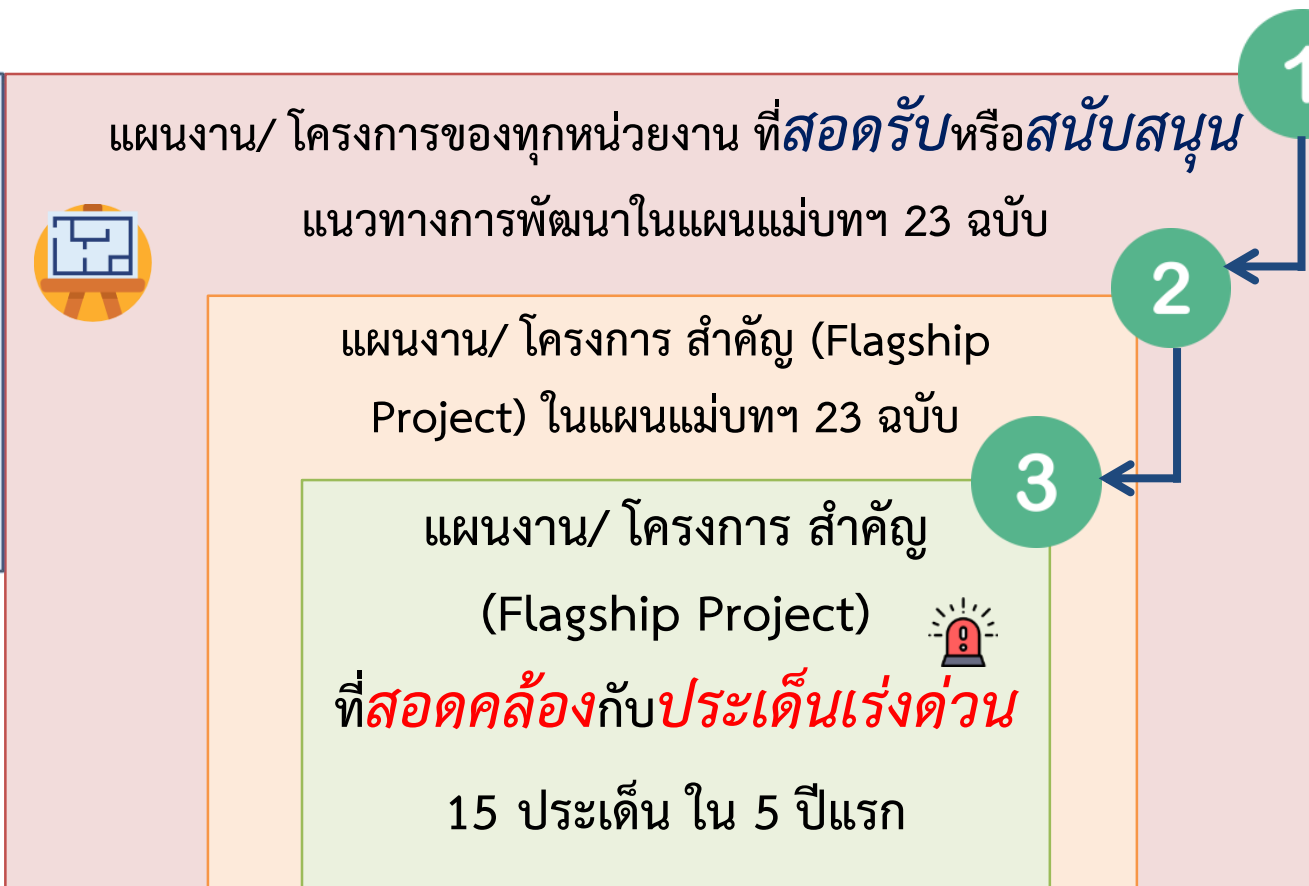 1
แผนงาน/ โครงการของทุกหน่วยงาน ที่สอดรับหรือสนับสนุน
แนวทางการพัฒนาในแผนแม่บทฯ 23 ฉบับ
2
แผนงาน/ โครงการ สำคัญ (Flagship
Project) ในแผนแม่บทฯ 23 ฉบับ
3
แผนงาน/ โครงการ สำคัญ
(Flagship Project)
ที่สอดคล้องกับประเด็นเร่งด่วน
15 ประเด็น ใน 5 ปีแรก